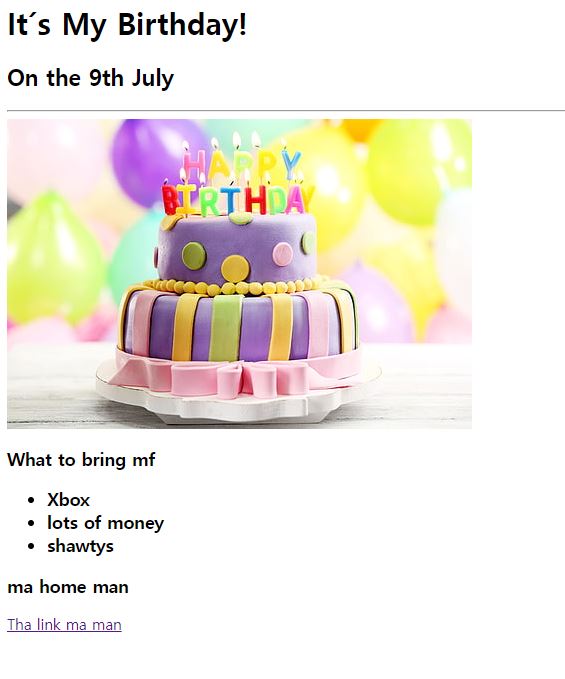 It´s My Birthday!
On the 9th July
HAPPY
BIRTHDAY
What to bring mf
Xbox
lots of money
shawtys
ma home man
Tha link ma man